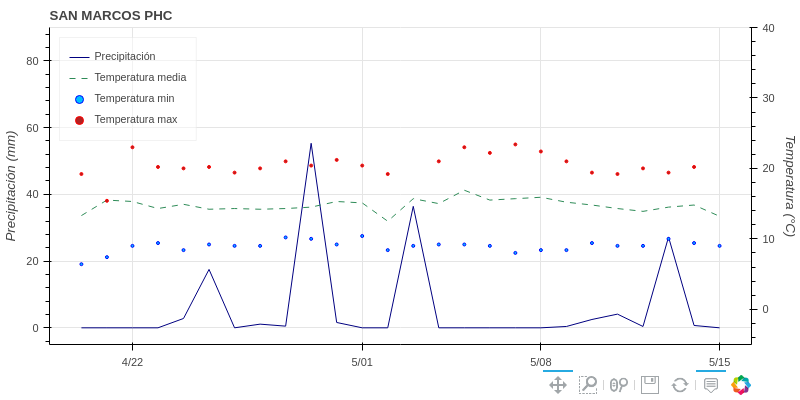 SAN MARCOS PHC
Precipitación
Temperatura media
Temperatura min
Temperatura max
Precipitación (mm)
80
60
40
20
0
Temperatura (°C)
40
30
20
10
0
4/22
5/01
5/08
5/15